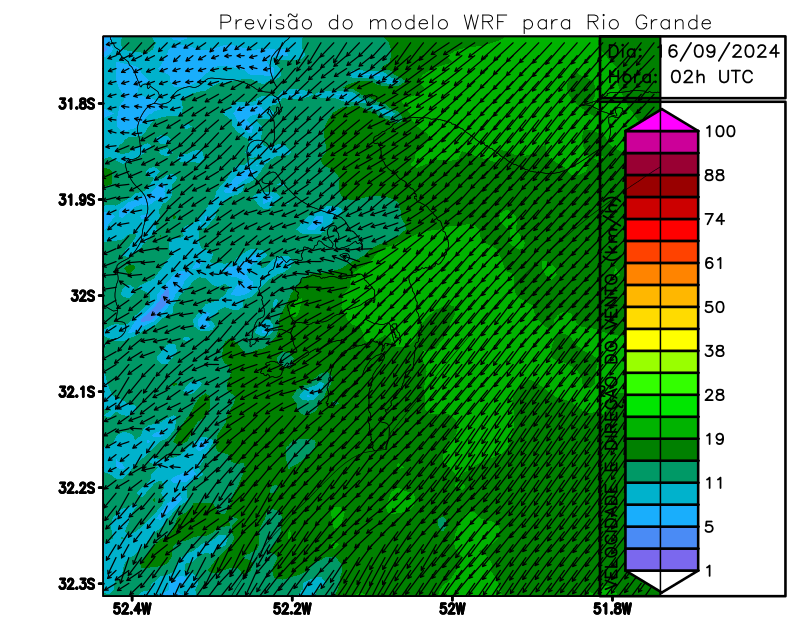 Previsão do modelo WRF para Rio Grande
Dia: 16/09/2024
Hora: 02h UTC
31.8S
31.9S
32S
32.1S
32.2S
32.3S
52.4W
52.2W
52W
51.8W
100
88
74
61
50
38
28
19
11
5
1
VELOCIDADE E DIREÇÃO DO VENTO (km/h)